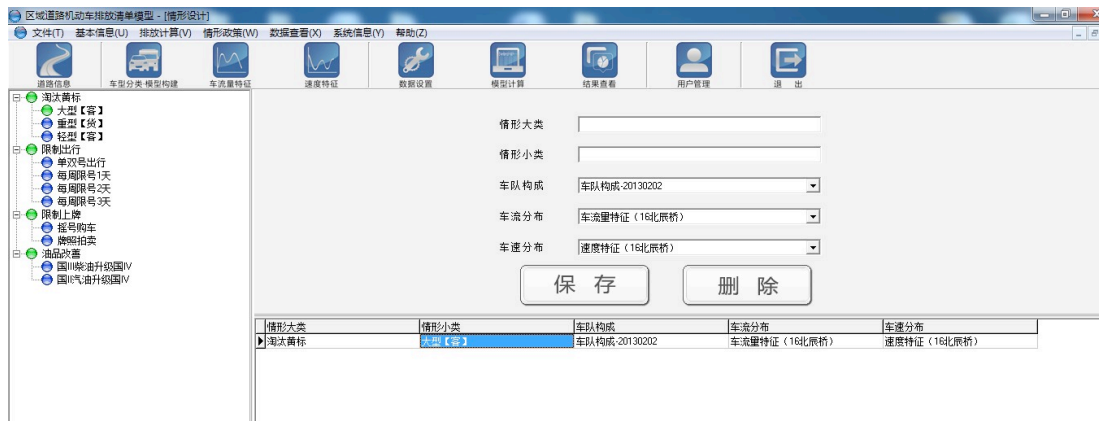 区域道路机动车排放清单模型 - [情形设计]
文件(T) 基本信息(U) 排放计算(V) 情形政策(W) 数据查看(X) 系统信息(Y) 帮助(Z)
道路信息 车型分类·模型构建 车流量特征 速度特征 数据设置 模型计算 结果查看 用户管理 退 出
淘汰黄标
大型【客】
重型【货】
轻型【客】
限制出行
单双号出行
每周限号1天
每周限号2天
每周限号3天
限制上牌
摇号购车
牌照拍卖
油品改善
国III柴油升级国IV
国II汽油升级国IV
情形大类
情形小类
车队构成 车队构成-20130202
车流分布 车流量特征(16北辰桥)
车速分布 速度特征(16北辰桥)
保 存 删 除
情形大类 情形小类 车队构成 车流分布 车速分布
淘汰黄标 大型【客】 车队构成-20130202 车流量特征(16北辰桥) 速度特征(16北辰桥)